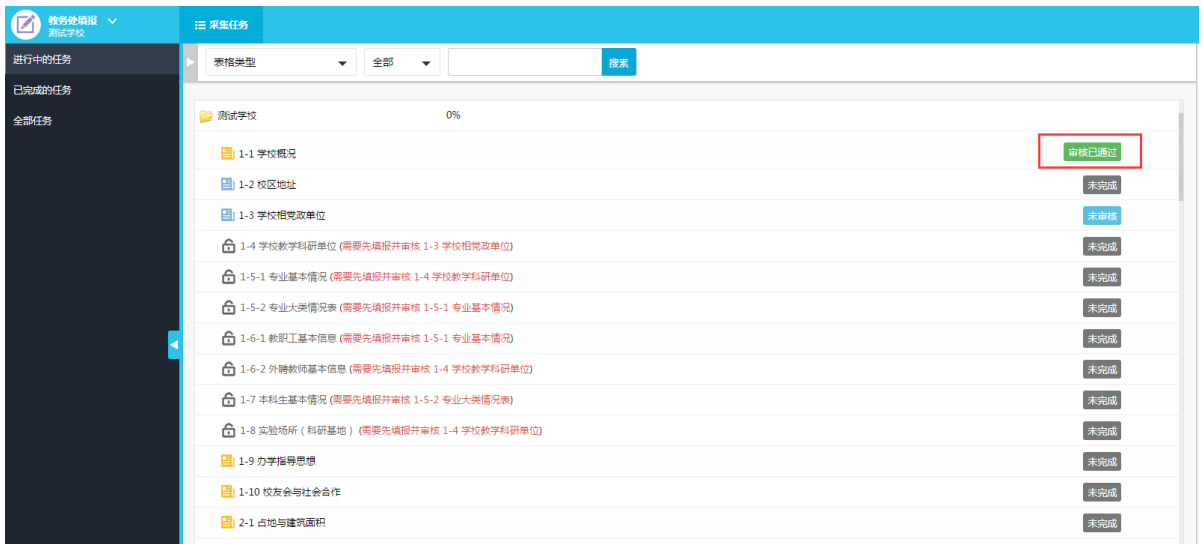 教务处填报
测试学校
采集任务
进行中的任务
已完成的任务
全部任务
表格类型 全部 搜索
测试学校 0%
1-1 学校概况 审核已通过
1-2 校区地址 未完成
1-3 学校相党政单位 未审核
1-4 学校教学科研单位 (需要先填报并审核 1-3 学校相党政单位) 未完成
1-5-1 专业基本情况 (需要先填报并审核 1-4 学校教学科研单位) 未完成
1-5-2 专业大类情况表 (需要先填报并审核 1-5-1 专业基本情况) 未完成
1-6-1 教职工基本信息 (需要先填报并审核 1-5-1 专业基本情况) 未完成
1-6-2 外聘教师基本信息 (需要先填报并审核 1-4 学校教学科研单位) 未完成
1-7 本科生基本情况 (需要先填报并审核 1-5-2 专业大类情况表) 未完成
1-8 实验场所（科研基地）(需要先填报并审核 1-4 学校教学科研单位) 未完成
1-9 办学指导思想 未完成
1-10 校友会与社会合作 未完成
2-1 占地与建筑面积 未完成